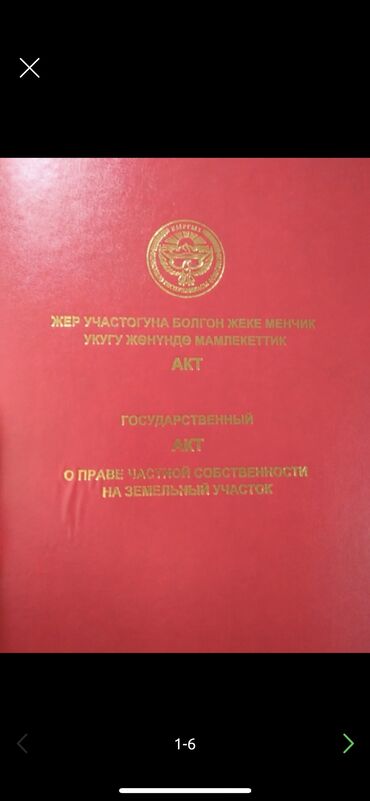 ЖЕР УЧАСТОГУНА БОЛГОН ЖЕКЕ МЕНЧИК
УКУГУ ЖӨНҮНДӨ МАМЛЕКЕТТИК
АКТ
ГОСУДАРСТВЕННЫЙ
АКТ
О ПРАВЕ ЧАСТНОЙ СОБСТВЕННОСТИ
НА ЗЕМЕЛЬНЫЙ УЧАСТОК
1-6